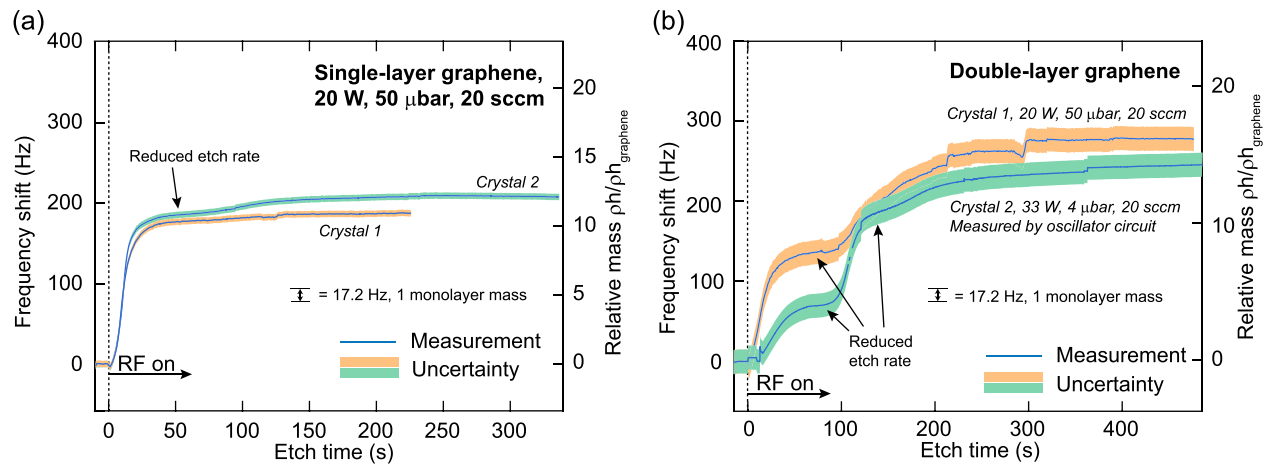 (a)
400
300
200
100
0
Frequency shift (Hz)
Single-layer graphene,
20 W, 50 μbar, 20 sccm
Reduced etch rate
Crystal 2
Crystal 1
= 17.2 Hz, 1 monolayer mass
Measurement
Uncertainty
RF on
0 50 100 150 200 250 300
Etch time (s)
20
15
10
5
0
Relative mass ρh/ρhgraphene
(b)
400
300
200
100
0
Frequency shift (Hz)
Double-layer graphene
Crystal 1, 20 W, 50 μbar, 20 sccm
Crystal 2, 33 W, 4 μbar, 20 sccm
Measured by oscillator circuit
= 17.2 Hz, 1 monolayer mass
Reduced
etch rate
Measurement
Uncertainty
RF on
0 100 200 300 400
Etch time (s)
20
10
0
Relative mass ρh/ρhgraphene